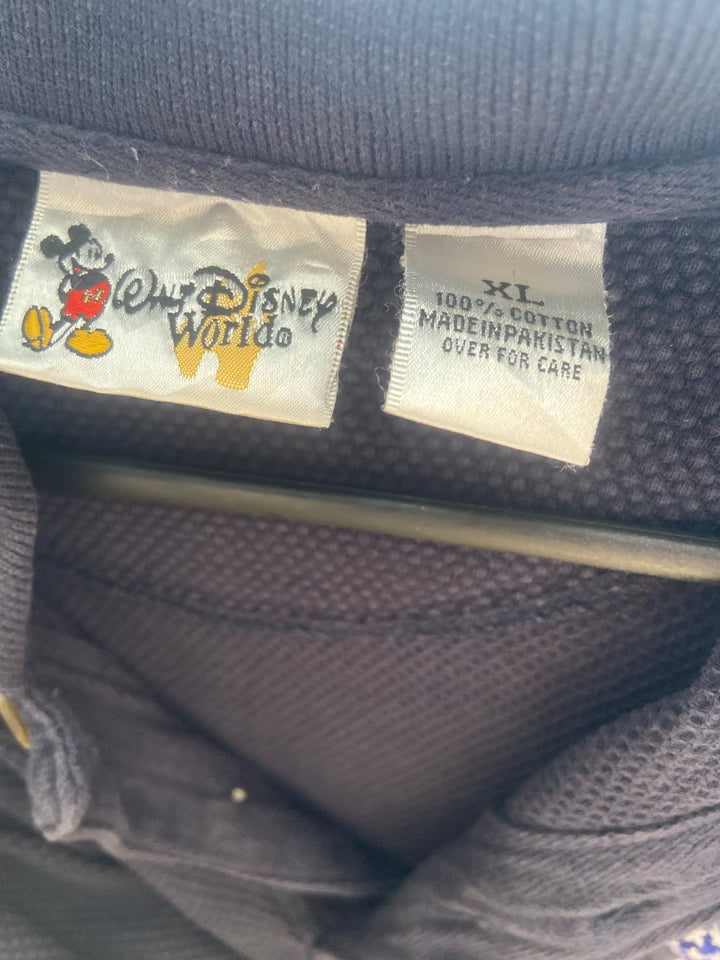 Walt Disney
World®
XL
100% COTTON
MADEINPAKISTAN
OVER FOR CARE